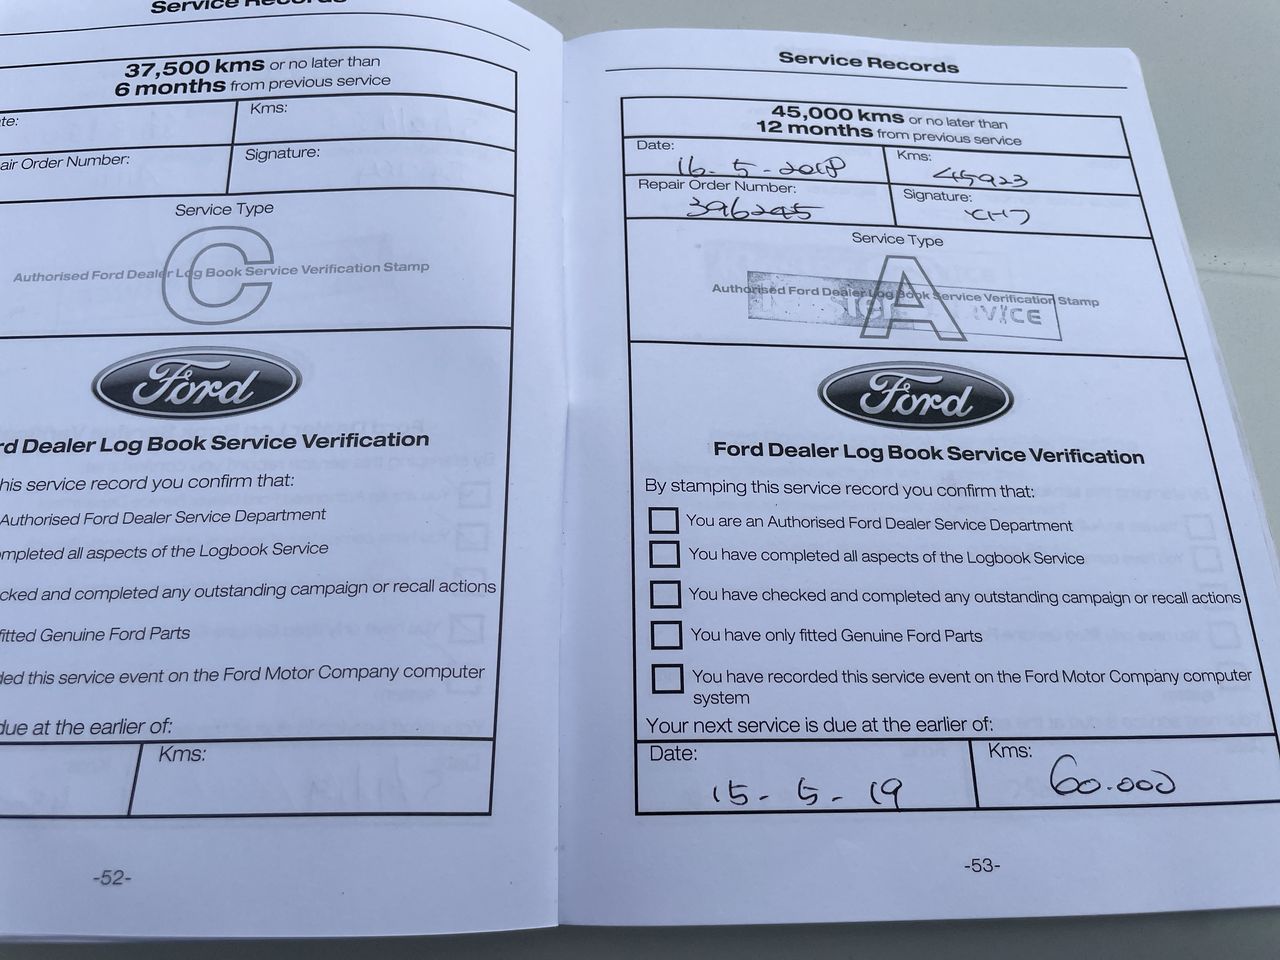 Service Records
37,500 kms or no later than
6 months from previous service
te:
Kms:
air Order Number:
Signature:
Service Type
C
Authorised Ford Dealer Log Book Service Verification Stamp
Ford
rd Dealer Log Book Service Verification
his service record you confirm that:
Authorised Ford Dealer Service Department
mpleted all aspects of the Logbook Service
cked and completed any outstanding campaign or recall actions
fitted Genuine Ford Parts
ded this service event on the Ford Motor Company computer
due at the earlier of:
Kms:
-52-
Service Records
45,000 kms or no later than
12 months from previous service
Date:
16-5-2018
Kms:
45923
Repair Order Number:
396245
Signature:
Service Type
A
Authorised Ford Dealer Log Book Service Verification Stamp
VICE
Ford
Ford Dealer Log Book Service Verification
By stamping this service record you confirm that:
You are an Authorised Ford Dealer Service Department
You have completed all aspects of the Logbook Service
You have checked and completed any outstanding campaign or recall actions
You have only fitted Genuine Ford Parts
You have recorded this service event on the Ford Motor Company computer
system
Your next service is due at the earlier of:
Date:
15-5-19
Kms:
60.000
-53-